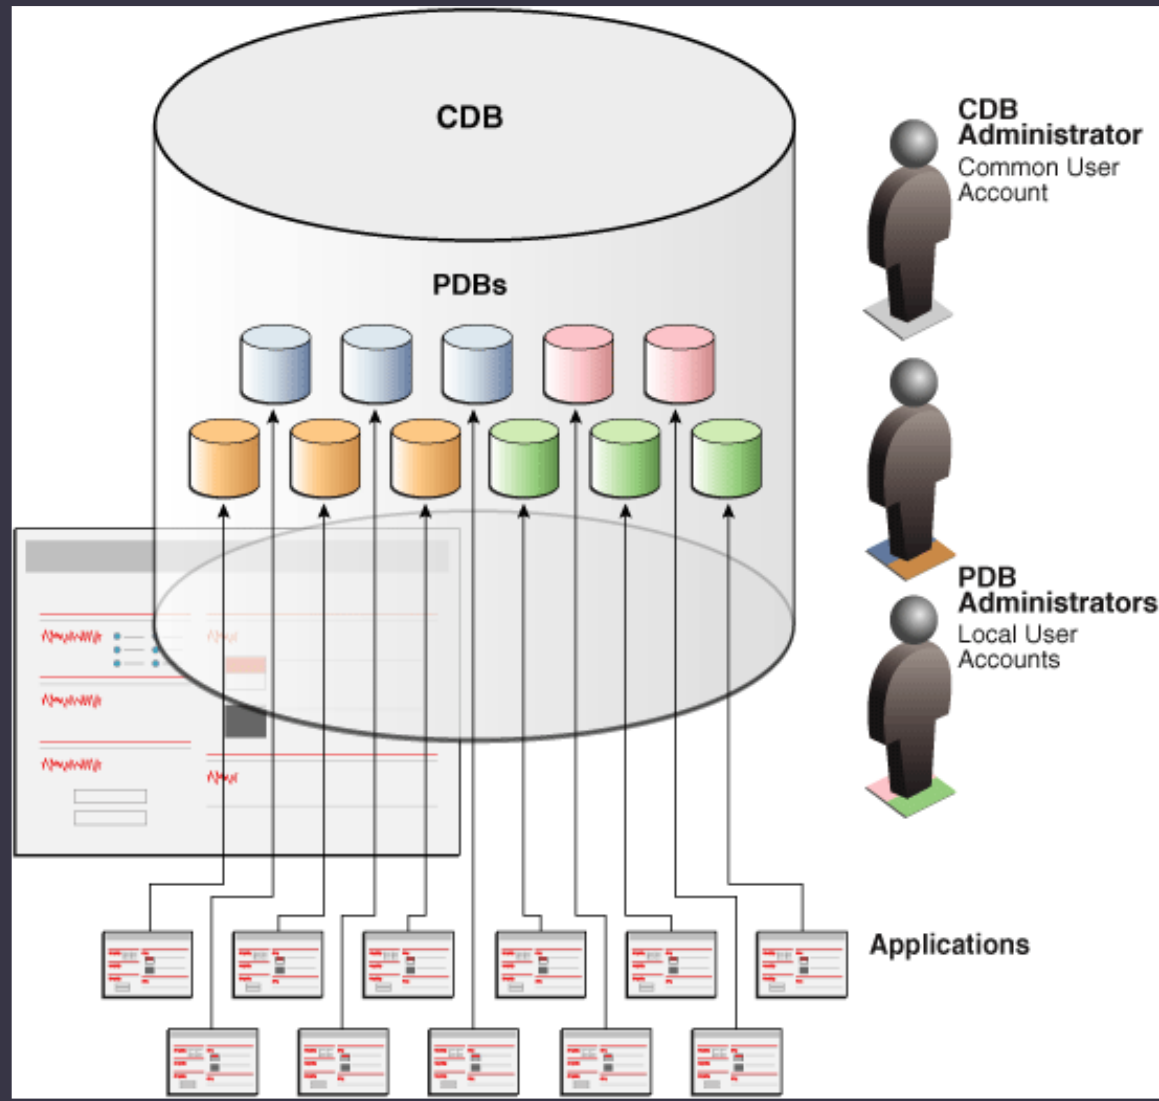 CDB
PDBs
CDB
Administrator
Common User
Account
PDB
Administrators
Local User
Accounts
Applications